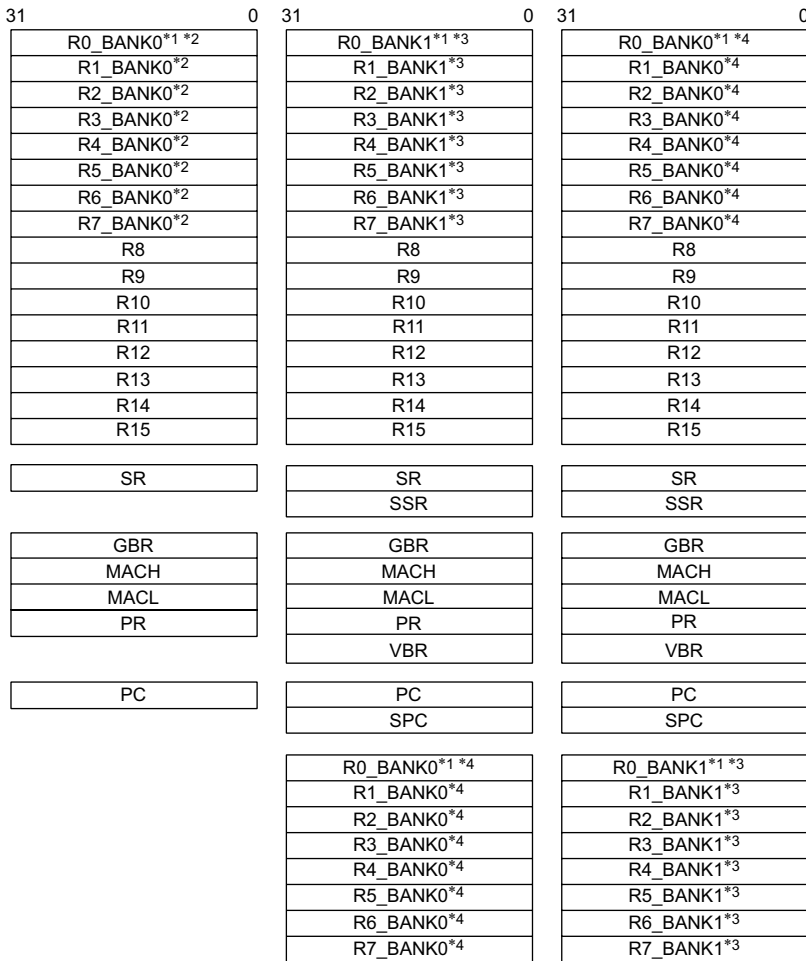 31 0 31 0 31 0
R0_BANK0*1 *2 R0_BANK1*1 *3 R0_BANK0*1 *4
R1_BANK0*2 R1_BANK1*3 R1_BANK0*4
R2_BANK0*2 R2_BANK1*3 R2_BANK0*4
R3_BANK0*2 R3_BANK1*3 R3_BANK0*4
R4_BANK0*2 R4_BANK1*3 R4_BANK0*4
R5_BANK0*2 R5_BANK1*3 R5_BANK0*4
R6_BANK0*2 R6_BANK1*3 R6_BANK0*4
R7_BANK0*2 R7_BANK1*3 R7_BANK0*4
R8 R8 R8
R9 R9 R9
R10 R10 R10
R11 R11 R11
R12 R12 R12
R13 R13 R13
R14 R14 R14
R15 R15 R15
SR SR SR
SSR SSR
GBR GBR GBR
MACH MACH MACH
MACL MACL MACL
PR PR PR
VBR VBR
PC PC PC
SPC SPC
R0_BANK0*1 *4 R0_BANK1*1 *3
R1_BANK0*4 R1_BANK1*3
R2_BANK0*4 R2_BANK1*3
R3_BANK0*4 R3_BANK1*3
R4_BANK0*4 R4_BANK1*3
R5_BANK0*4 R5_BANK1*3
R6_BANK0*4 R6_BANK1*3
R7_BANK0*4 R7_BANK1*3